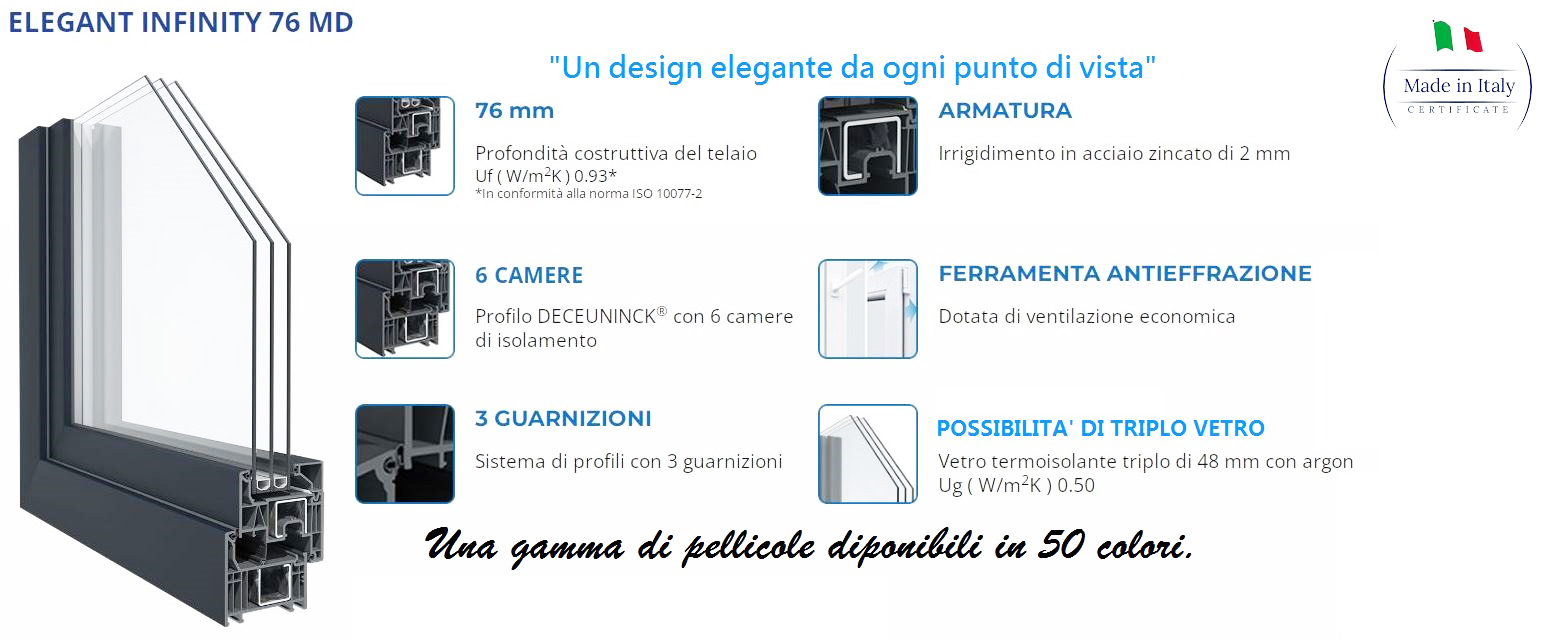 ELEGANT INFINITY 76 MD
"Un design elegante da ogni punto di vista"
Made in Italy
CERTIFICATE
76 mm
Profondità costruttiva del telaio
Uf ( W/m²K ) 0.93*
*In conformità alla norma ISO 10077-2
ARMATURA
Irrigidimento in acciaio zincato di 2 mm
6 CAMERE
Profilo DECEUNINCK® con 6 camere
di isolamento
FERRAMENTA ANTIEFFRAZIONE
Dotata di ventilazione economica
3 GUARNIZIONI
Sistema di profili con 3 guarnizioni
POSSIBILITA' DI TRIPLO VETRO
Vetro termoisolante triplo di 48 mm con argon
Ug ( W/m²K ) 0.50
Una gamma di pellicole diponibili in 50 colori.